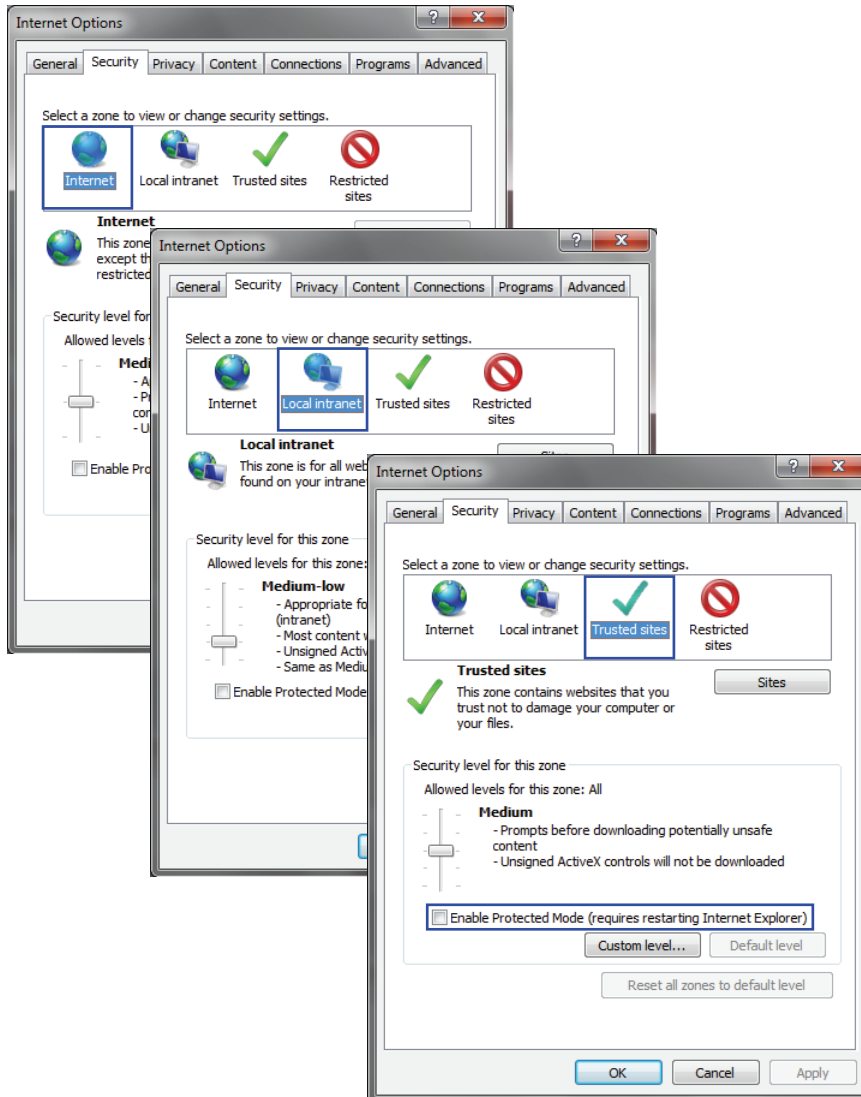 Internet Options
General Security Privacy Content Connections Programs Advanced
Select a zone to view or change security settings.
Internet Local intranet Trusted sites Restricted
sites
Internet
This zone
except th
restricted
Security level for
Allowed levels
Medi
- A
- P
con
- U
Enable Pro
Internet Options
General Security Privacy Content Connections Programs Advanced
Select a zone to view or change security settings.
Internet Local intranet Trusted sites Restricted
sites
Local intranet
This zone is for all web
found on your intrane
Security level for this zone
Allowed levels for this zone:
Medium-low
- Appropriate fo
(intranet)
- Most content w
- Unsigned Activ
- Same as Mediu
Enable Protected Mode
Internet Options
General Security Privacy Content Connections Programs Advanced
Select a zone to view or change security settings.
Internet Local intranet Trusted sites Restricted
sites
Trusted sites
This zone contains websites that you
trust not to damage your computer or
your files.
Sites
Security level for this zone
Allowed levels for this zone: All
Medium
- Prompts before downloading potentially unsafe
content
- Unsigned ActiveX controls will not be downloaded
Enable Protected Mode (requires restarting Internet Explorer)
Custom level... Default level
Reset all zones to default level
OK Cancel Apply